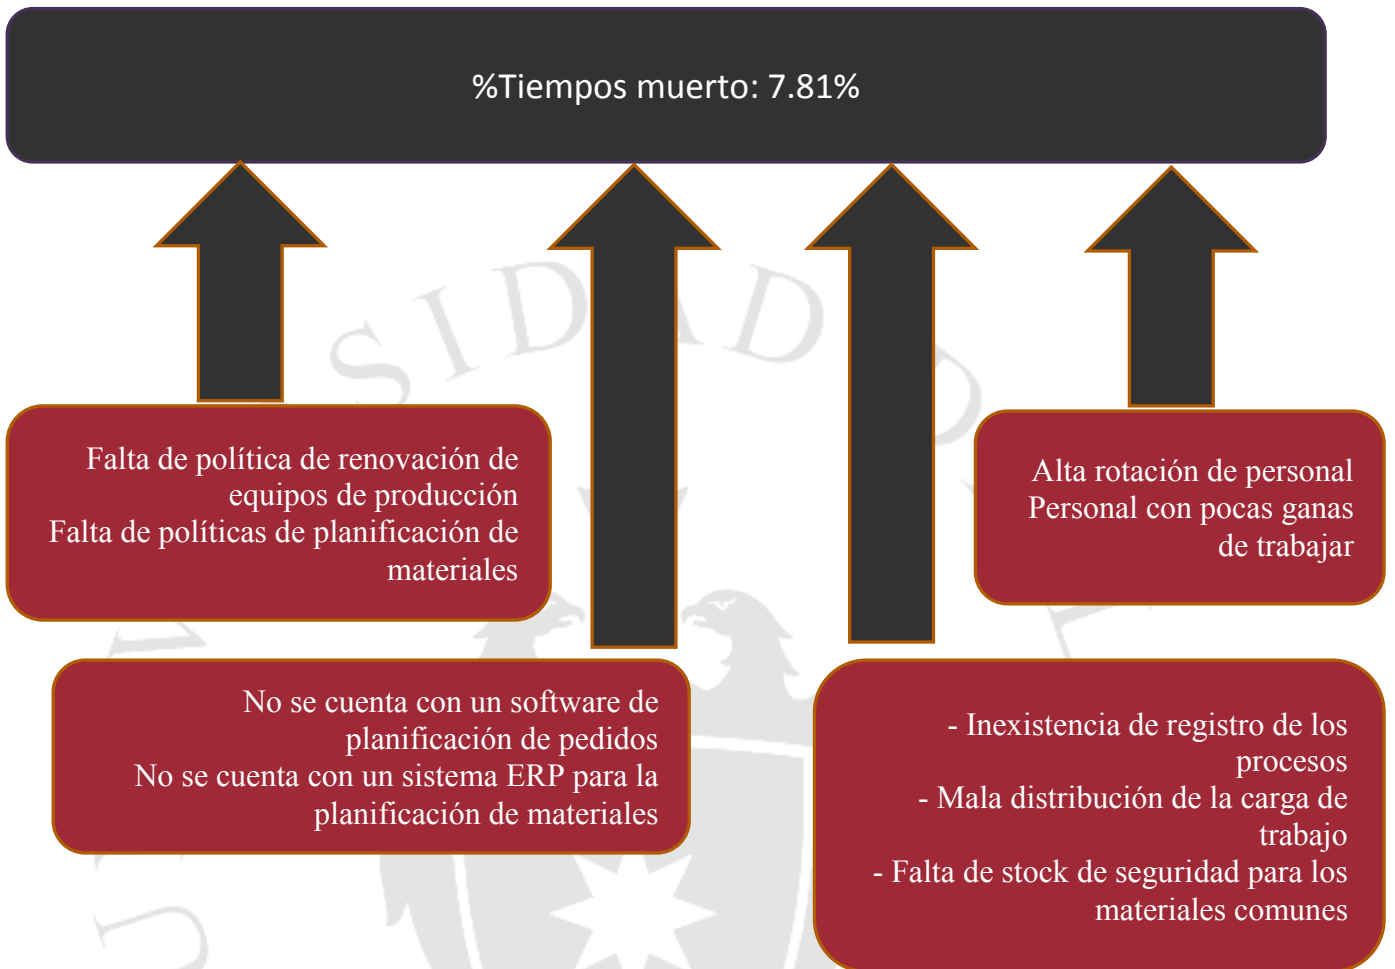 %Tiempos muerto: 7.81%
Falta de política de renovación de
equipos de producción
Falta de políticas de planificación de
materiales
Alta rotación de personal
Personal con pocas ganas
de trabajar
No se cuenta con un software de
planificación de pedidos
No se cuenta con un sistema ERP para la
planificación de materiales
- Inexistencia de registro de los
procesos
- Mala distribución de la carga de
trabajo
- Falta de stock de seguridad para los
materiales comunes